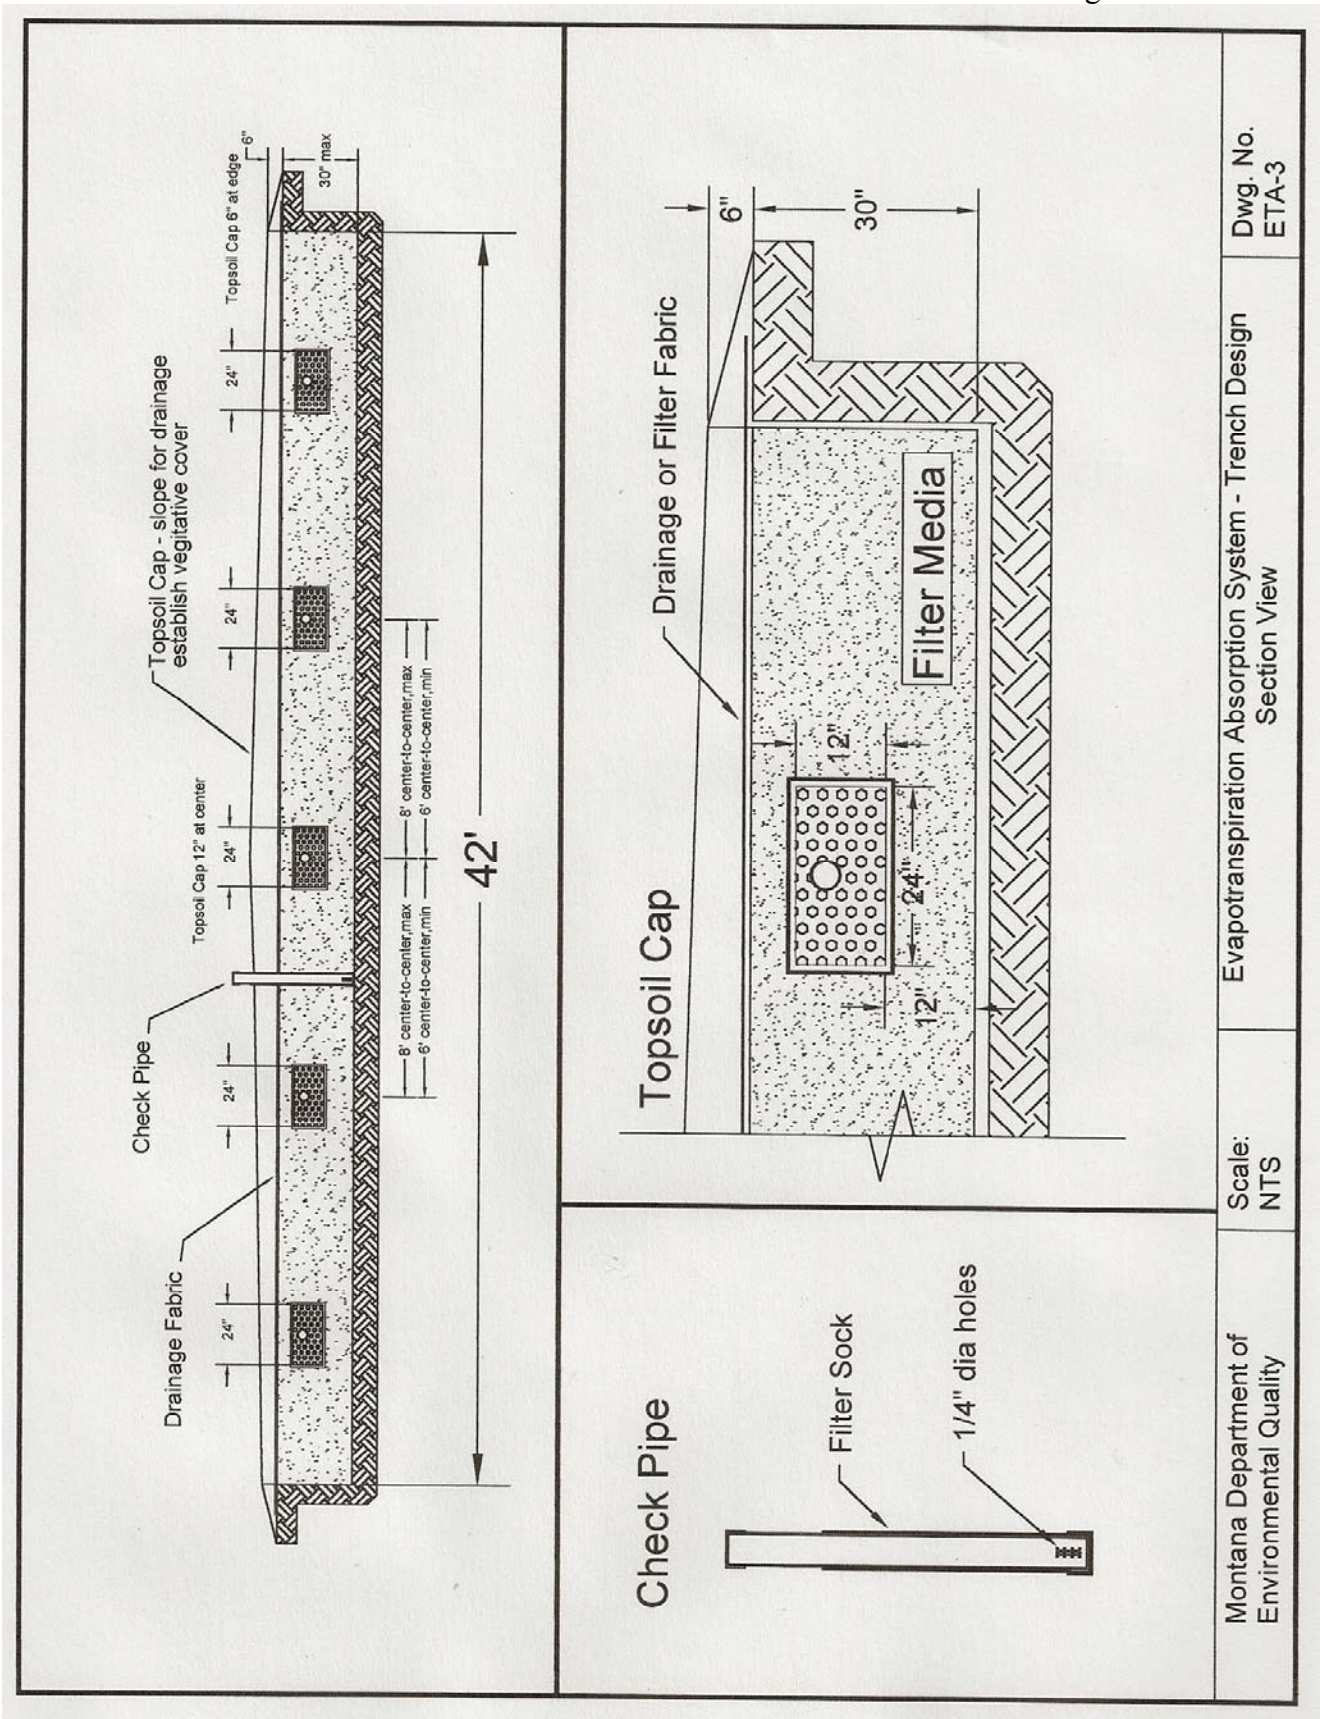 Topsoil Cap - slope for drainage
establish vegitative cover
Check Pipe
Drainage Fabric
Topsoil Cap 12" at center
Topsoil Cap 6" at edge
6"
30" max
24"
24"
24"
24"
24"
8' center-to-center,max
6' center-to-center,min
8' center-to-center,max
6' center-to-center,min
42'
Check Pipe
Filter Sock
1/4" dia holes
Topsoil Cap
Drainage or Filter Fabric
6"
30"
12"
24"
12"
Filter Media
Montana Department of
Environmental Quality
Scale:
NTS
Evapotranspiration Absorption System - Trench Design
Section View
Dwg. No.
ETA-3